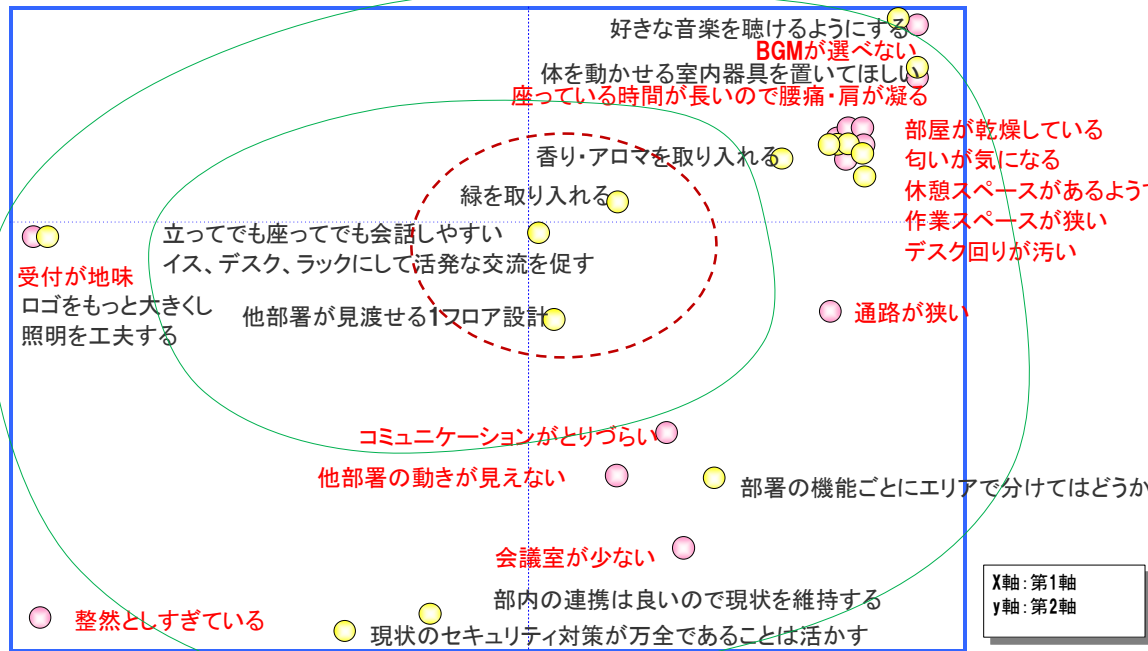 好きな音楽を聴けるようにする
BGMが選べない
体を動かせる室内器具を置いてほしい
座っている時間が長いので腰痛・肩が凝る
部屋が乾燥している
香り・アロマを取り入れる
匂いが気になる
緑を取り入れる
休憩スペースがあるよう
作業スペースが狭い
立ってでも座ってでも会話しやすい
イス、デスク、ラックにして活発な交流を促す
デスク回りが汚い
受付が地味
ロゴをもっと大きくし
照明を工夫する
他部署が見渡せる1フロア設計
通路が狭い
コミュニケーションがとりづらい
他部署の動きが見えない
部署の機能ごとにエリアで分けてはどうか
会議室が少ない
X軸:第1軸
y軸:第2軸
部内の連携は良いので現状を維持する
整然としすぎている
現状のセキュリティ対策が万全であることは活かす